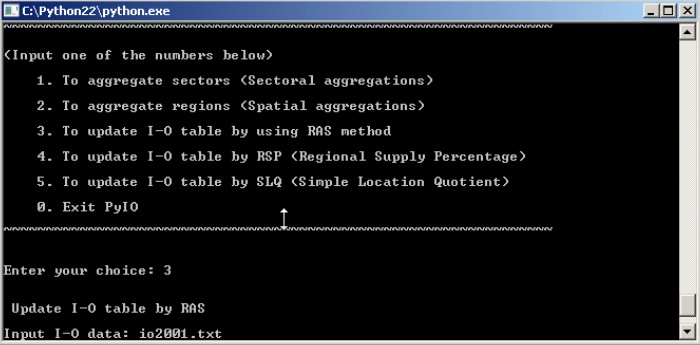 C:\Python22\python.exe
(Input one of the numbers below)
1. To aggregate sectors (Sectoral aggregations)
2. To aggregate regions (Spatial aggregations)
3. To update I-O table by using RAS method
4. To update I-O table by RSP (Regional Supply Percentage)
5. To update I-O table by SLQ (Simple Location Quotient)
0. Exit PyIO
Enter your choice: 3
Update I-O table by RAS
Input I-O data: io2001.txt